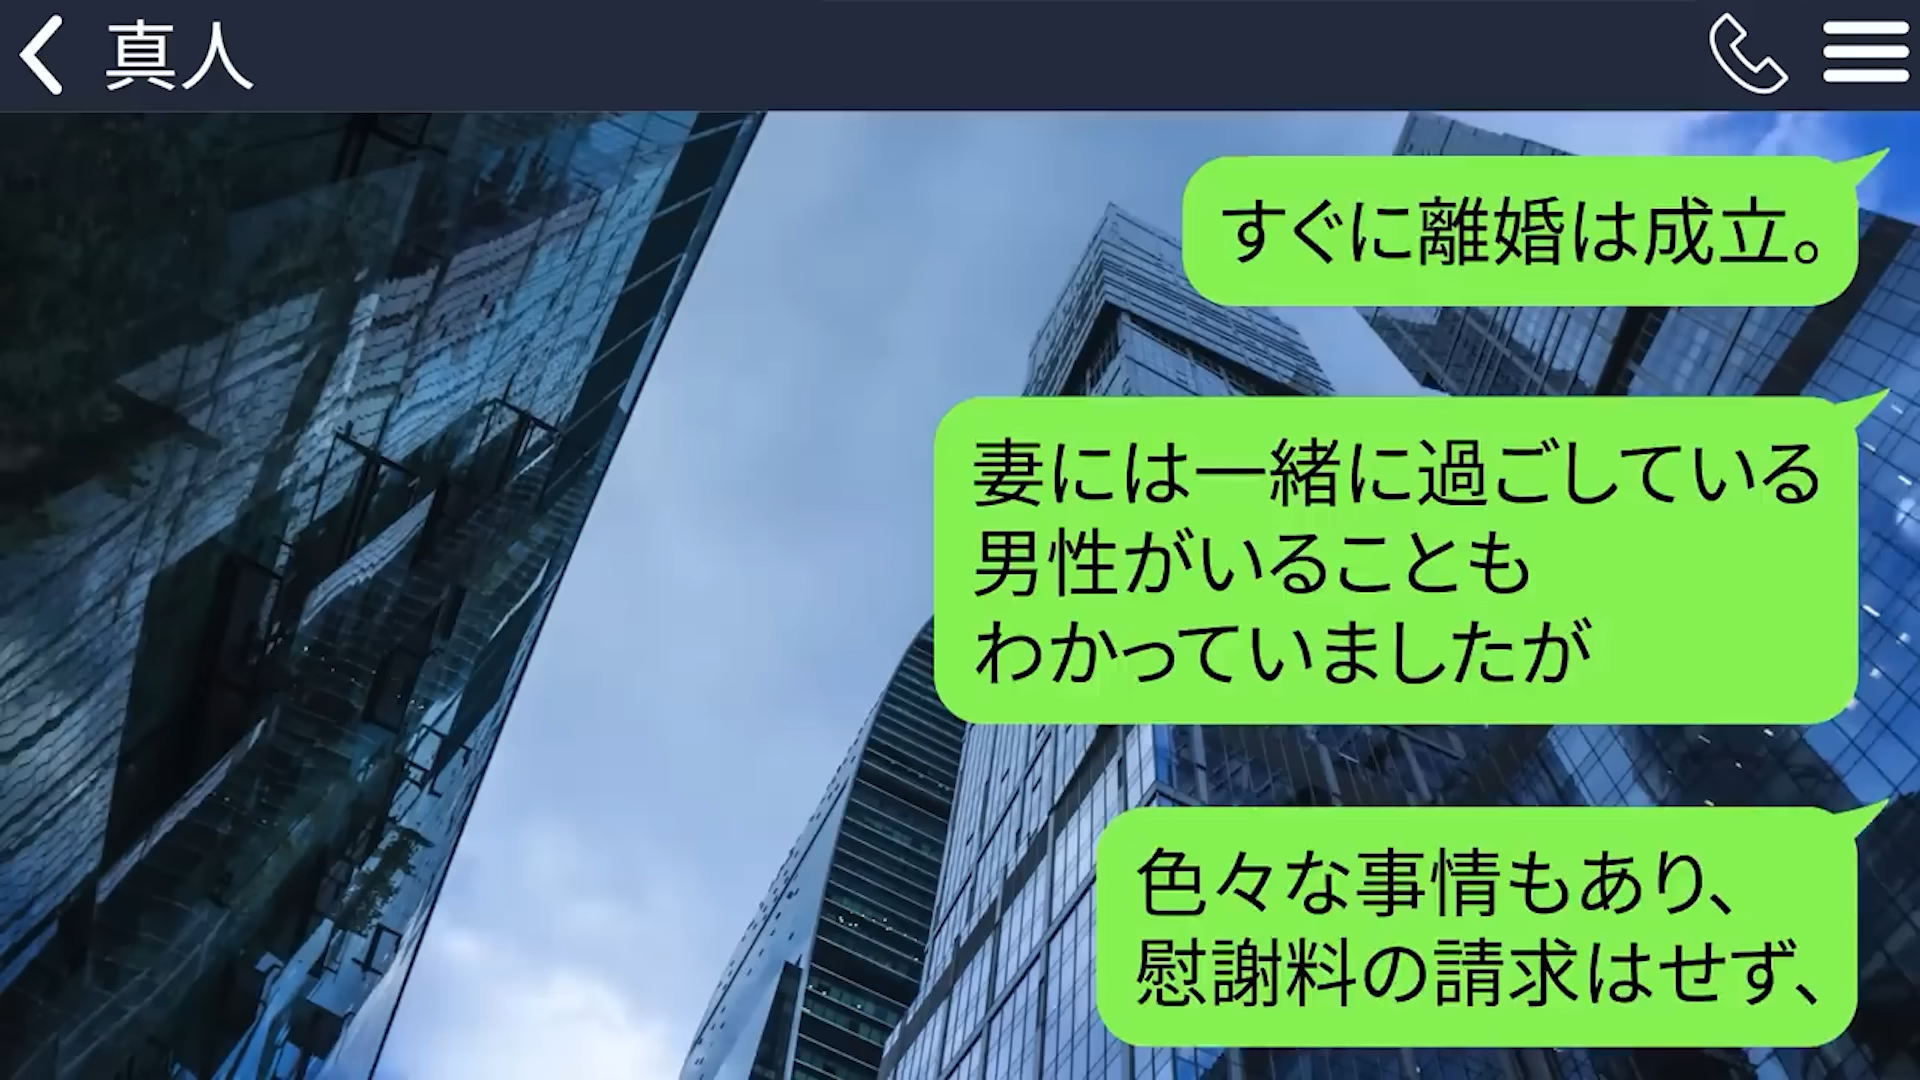 真人
すぐに離婚は成立。
妻には一緒に過ごしている
男性がいることも
わかっていましたが
色々な事情もあり、
慰謝料の請求はせず、